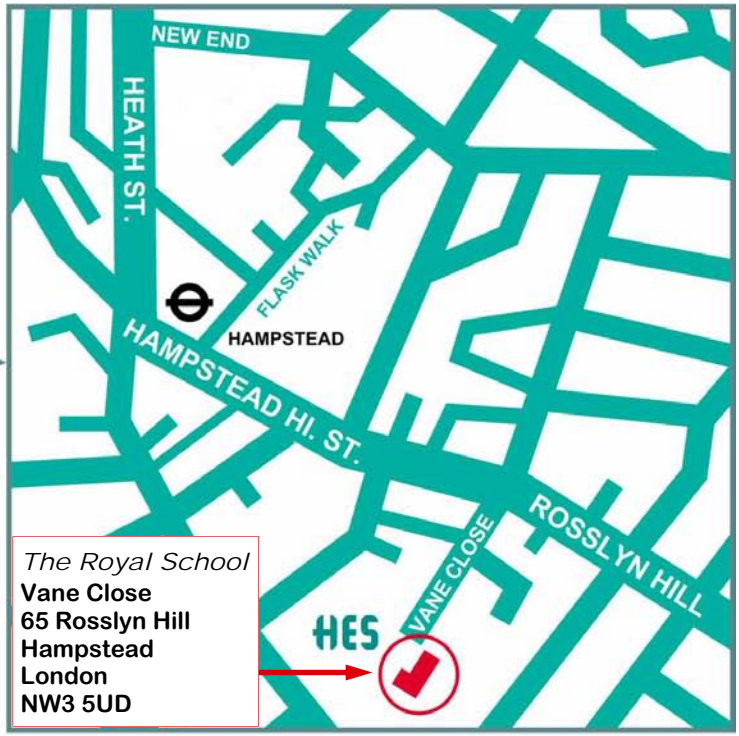 NEW END
HEATH ST.
FLASK WALK
HAMPSTEAD
HAMPSTEAD HI. ST.
ROSSLYN HILL
VANE CLOSE
HES
The Royal School
Vane Close
65 Rosslyn Hill
Hampstead
London
NW3 5UD